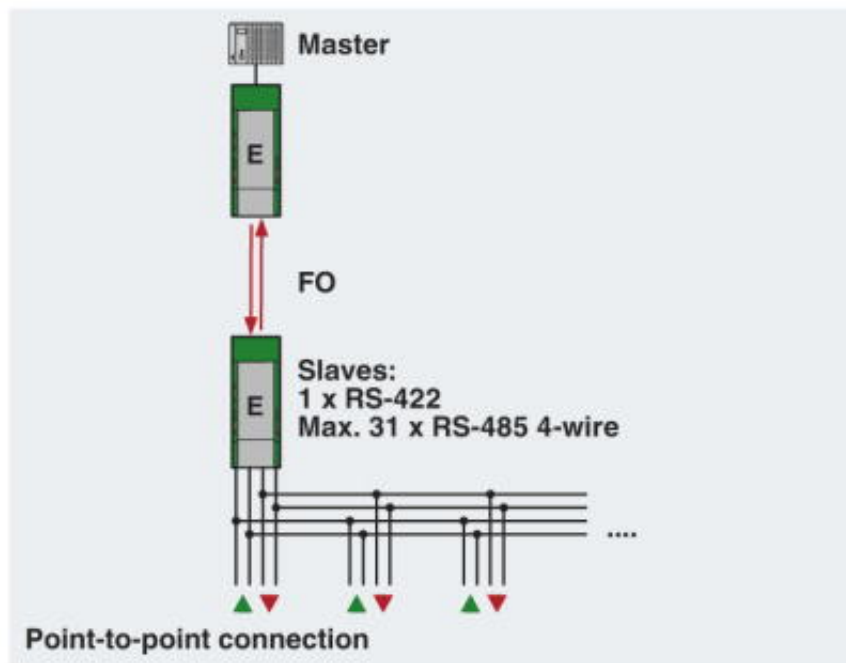 Master
E
FO
E
Slaves:
1 x RS-422
Max. 31 x RS-485 4-wire
....
Point-to-point connection